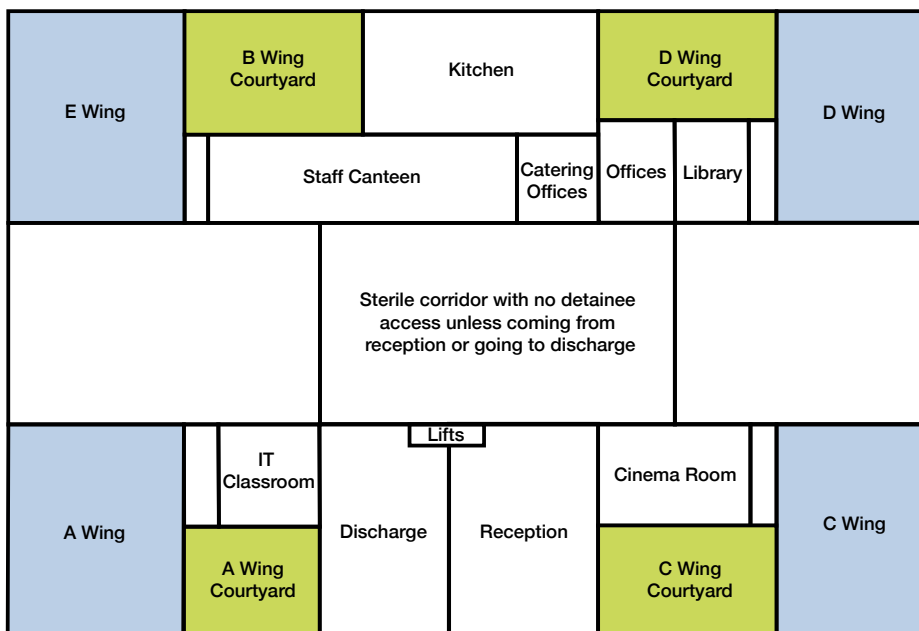 B Wing
Courtyard
Kitchen
D Wing
Courtyard
E Wing
D Wing
Staff Canteen
Catering
Offices
Offices
Library
Sterile corridor with no detainee
access unless coming from
reception or going to discharge
Lifts
IT
Classroom
Cinema Room
A Wing
Discharge
Reception
C Wing
A Wing
Courtyard
C Wing
Courtyard